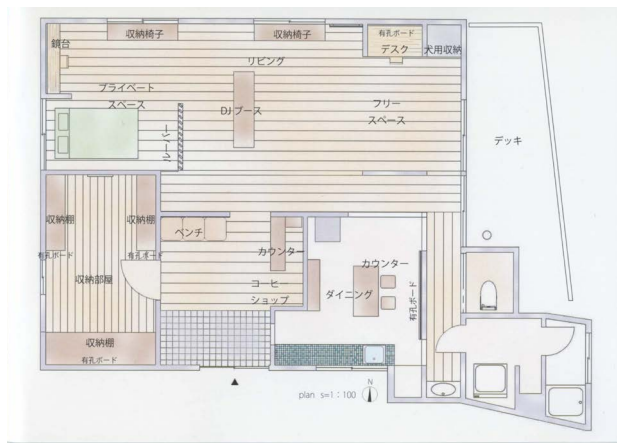 収納椅子
収納椅子
有孔ボード
デスク
犬用収納
鏡台
リビング
プライベート
スペース
DJブース
フリー
スペース
パーパール
デッキ
収納棚
有孔ボード
収納棚
有孔ボード
収納部屋
ベンチ
カウンター
コーヒー
ショップ
カウンター
ダイニング
有孔ボード
収納棚
有孔ボード
N
plan s=1:100